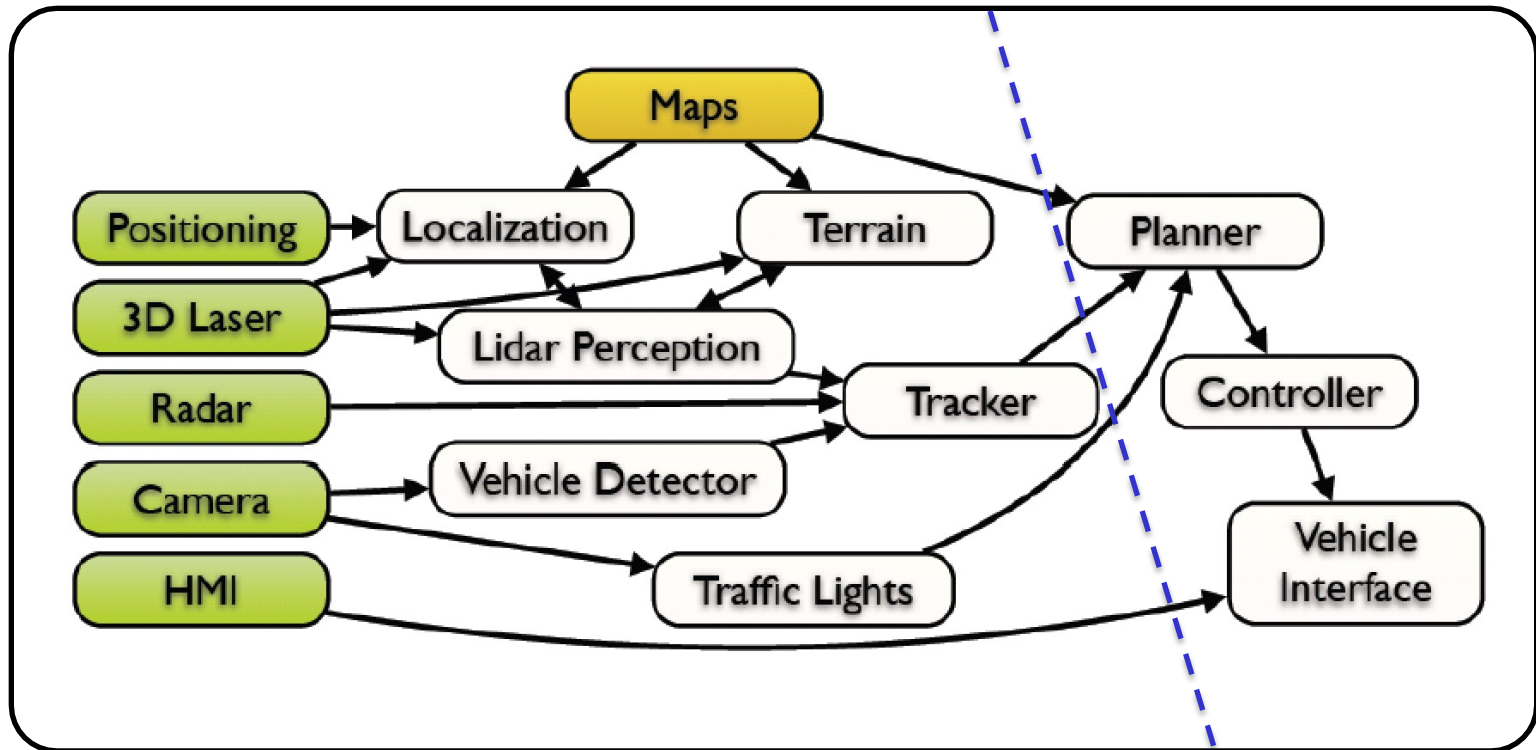 Maps
Positioning
Localization
Terrain
Planner
3D Laser
Lidar Perception
Radar
Tracker
Controller
Camera
Vehicle Detector
Vehicle
Interface
HMI
Traffic Lights